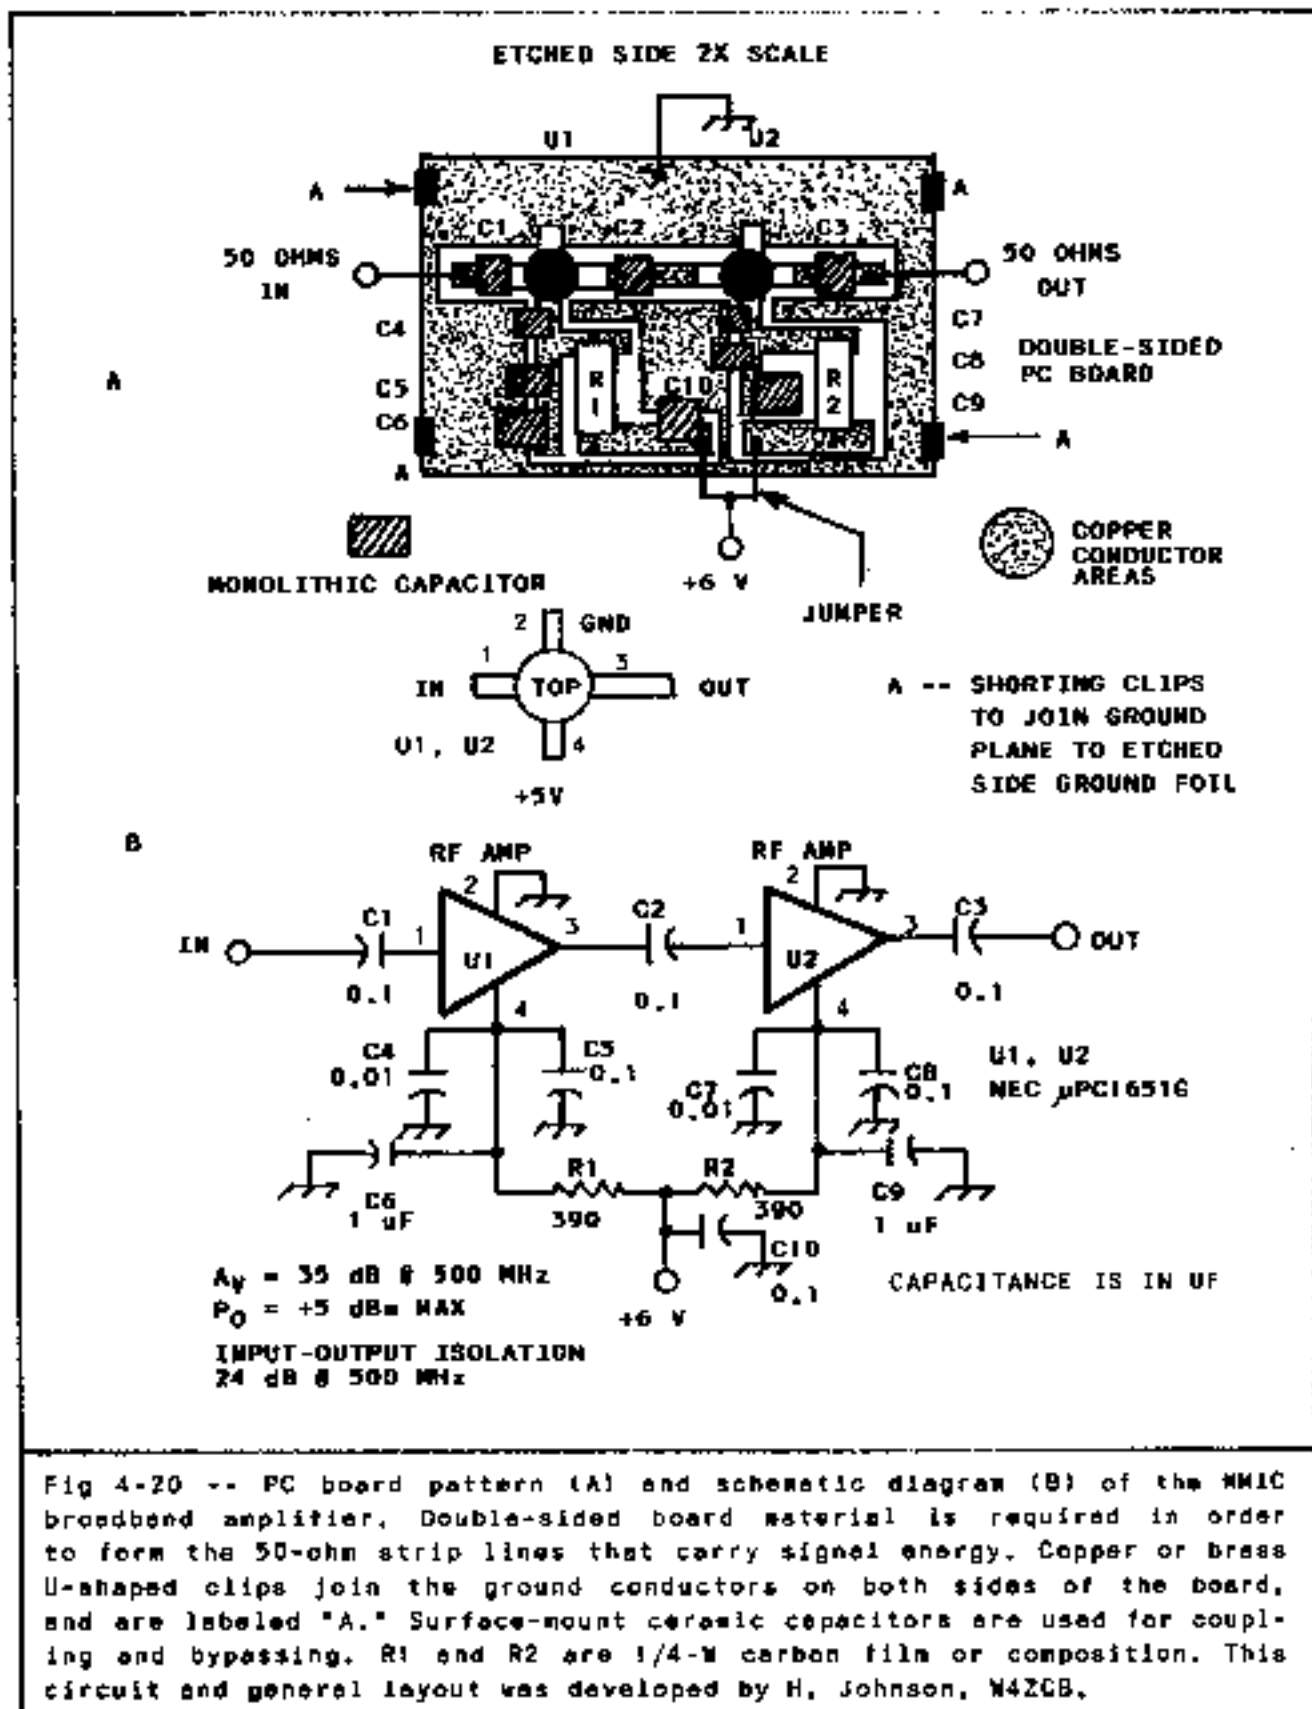 ETCHED SIDE 2X SCALE
U1
U2
A
A
C1
C2
C3
50 OHMS
IN
50 OHMS
OUT
C4
C7
A
C5
C8
DOUBLE-SIDED
PC BOARD
C6
C9
R
1
C10
R
2
A
A
MONOLITHIC CAPACITOR
+6 V
JUMPER
COPPER
CONDUCTOR
AREAS
2
GND
1
3
IN
TOP
OUT
U1, U2
4
+5V
A -- SHORTING CLIPS
TO JOIN GROUND
PLANE TO ETCHED
SIDE GROUND FOIL
B
RF AMP
RF AMP
2
2
C1
C2
C3
IN
1
U1
3
1
U2
3
OUT
0.1
0.1
0.1
4
4
C4
0.01
C5
0.1
C7
0.01
C8
0.1
U1, U2
NEC µPC1651G
R1
R2
C6
1 uF
390
390
C9
1 uF
C10
0.1
+6 V
CAPACITANCE IS IN UF
Av = 35 dB @ 500 MHz
PO = +5 dBm MAX
INPUT-OUTPUT ISOLATION
24 dB @ 500 MHz
Fig 4-20 -- PC board pattern (A) and schematic diagram (B) of the MMIC
broadband amplifier. Double-sided board material is required in order
to form the 50-ohm strip lines that carry signal energy. Copper or brass
U-shaped clips join the ground conductors on both sides of the board,
and are labeled "A." Surface-mount ceramic capacitors are used for coupl-
ing and bypassing. R1 and R2 are 1/4-W carbon film or composition. This
circuit and general layout was developed by H. Johnson, W4ZCB.